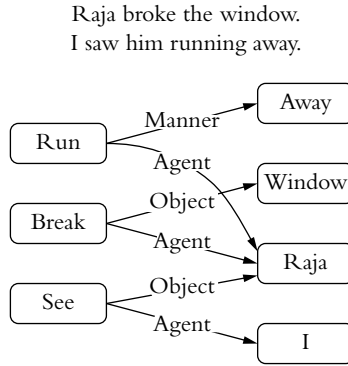 Raja broke the window.
I saw him running away.
Manner
Away
Run
Agent
Object
Window
Break
Agent
Raja
Object
See
Agent
I